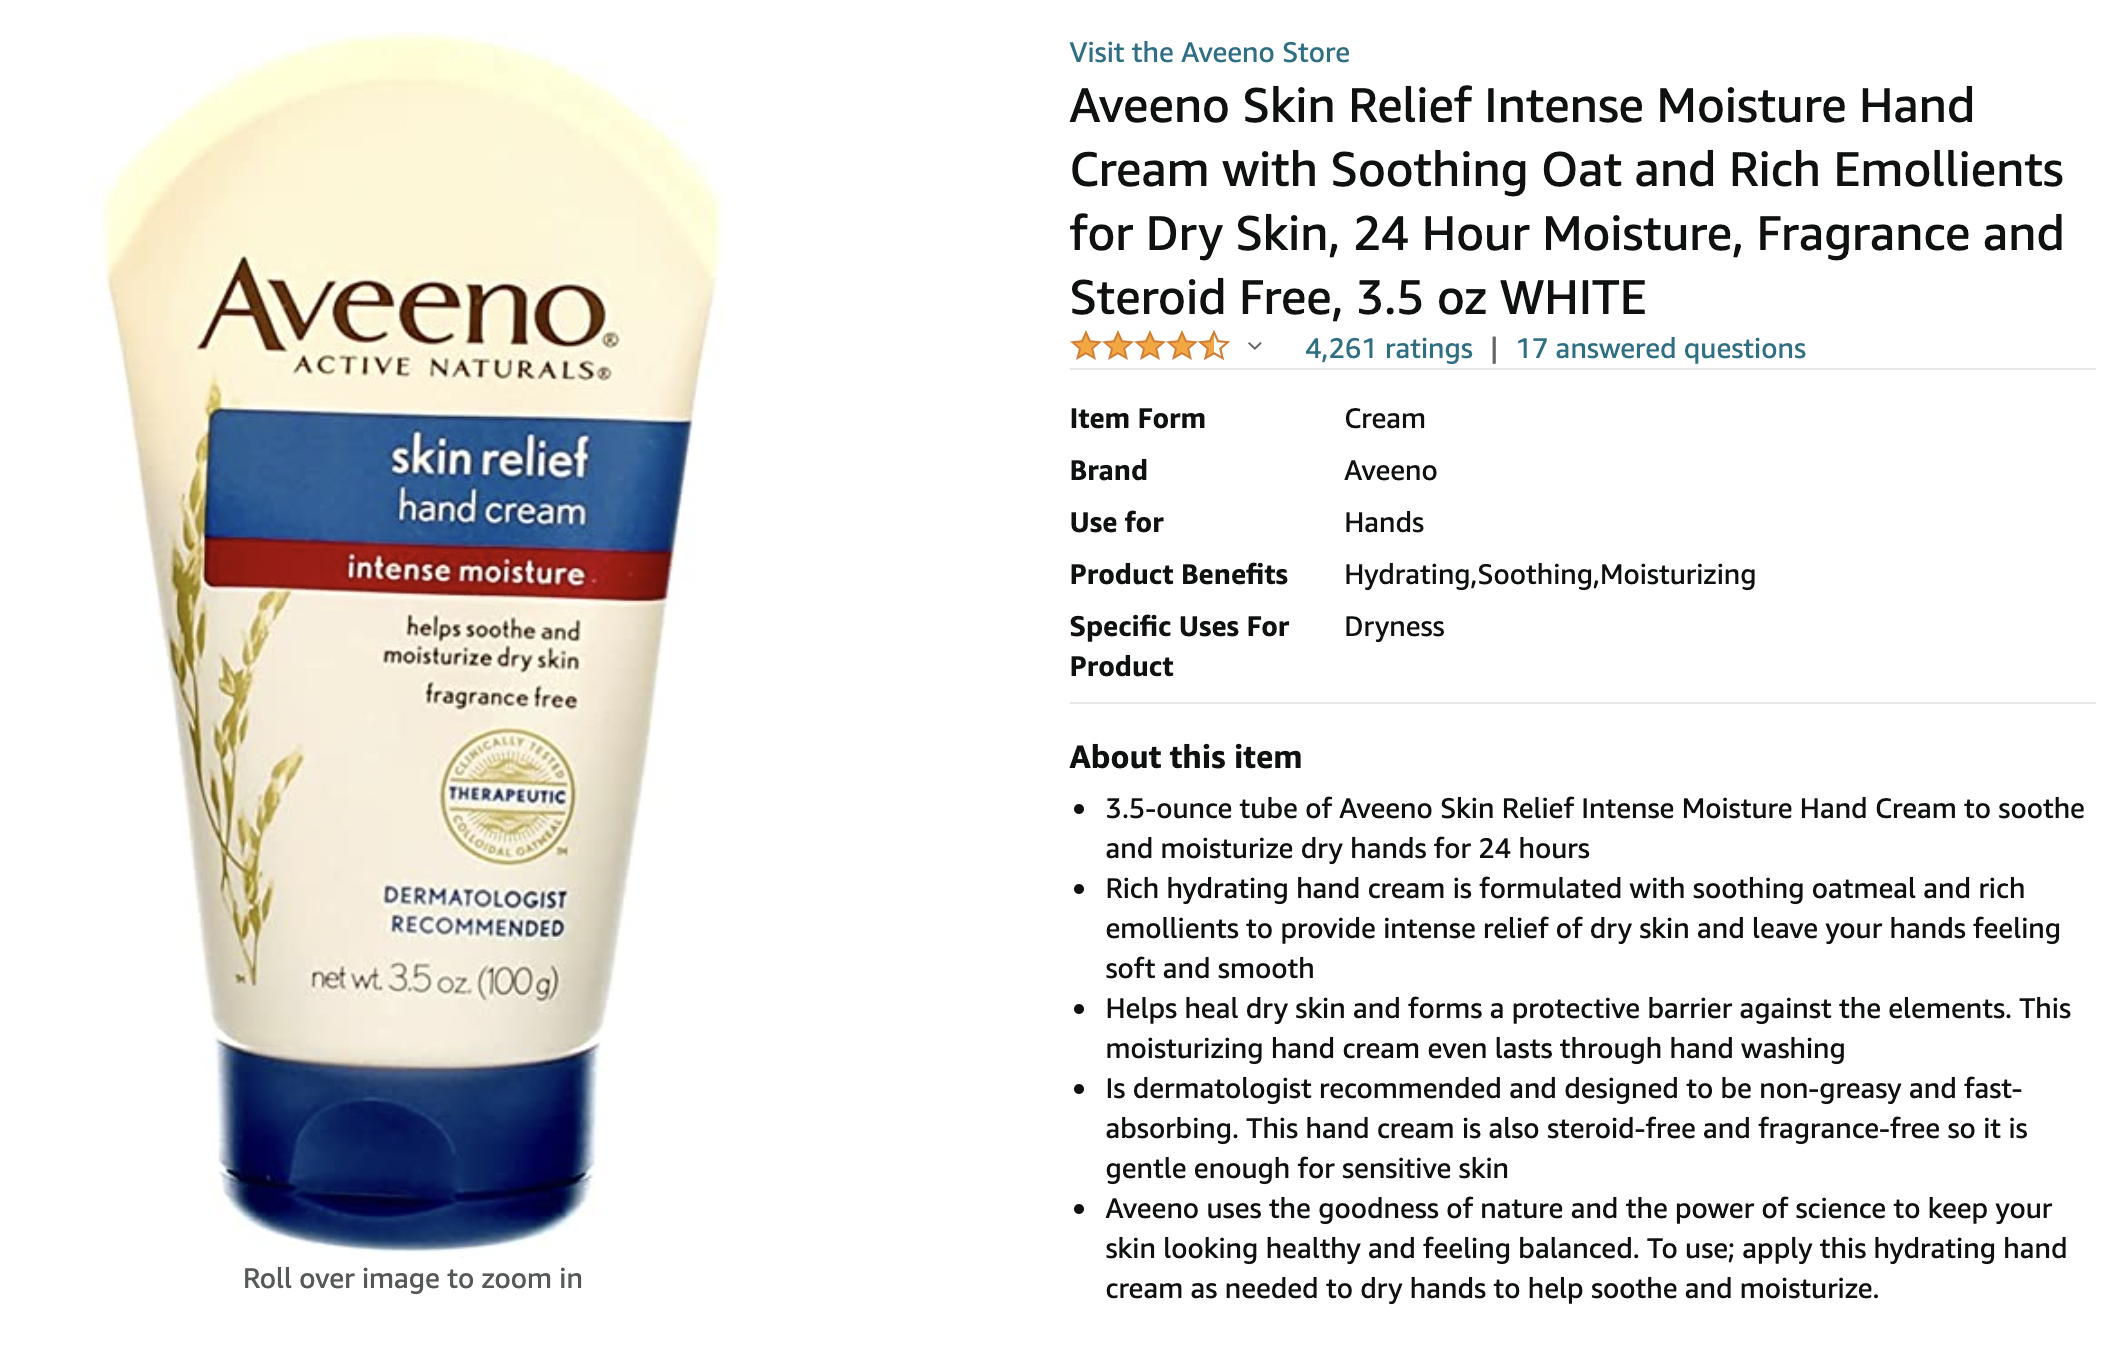 Aveeno®
ACTIVE NATURALS®
skin relief
hand cream
intense moisture
helps soothe and
moisturize dry skin
fragrance free
CLINICALLY TESTED
THERAPEUTIC
COLLOIDAL OATMEAL™
DERMATOLOGIST
RECOMMENDED
net wt. 3.5 oz. (100 g)
Roll over image to zoom in
Visit the Aveeno Store
Aveeno Skin Relief Intense Moisture Hand
Cream with Soothing Oat and Rich Emollients
for Dry Skin, 24 Hour Moisture, Fragrance and
Steroid Free, 3.5 oz WHITE
4,261 ratings | 17 answered questions
Item Form Cream
Brand Aveeno
Use for Hands
Product Benefits Hydrating,Soothing,Moisturizing
Specific Uses For Dryness
Product
About this item
• 3.5-ounce tube of Aveeno Skin Relief Intense Moisture Hand Cream to soothe
and moisturize dry hands for 24 hours
• Rich hydrating hand cream is formulated with soothing oatmeal and rich
emollients to provide intense relief of dry skin and leave your hands feeling
soft and smooth
• Helps heal dry skin and forms a protective barrier against the elements. This
moisturizing hand cream even lasts through hand washing
• Is dermatologist recommended and designed to be non-greasy and fast-
absorbing. This hand cream is also steroid-free and fragrance-free so it is
gentle enough for sensitive skin
• Aveeno uses the goodness of nature and the power of science to keep your
skin looking healthy and feeling balanced. To use; apply this hydrating hand
cream as needed to dry hands to help soothe and moisturize.